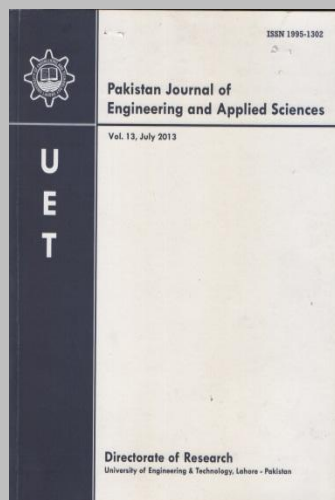 ISSN 1995-1302
Pakistan Journal of
Engineering and Applied Sciences
Vol. 13, July 2013
U
E
T
Directorate of Research
University of Engineering & Technology, Lahore - Pakistan